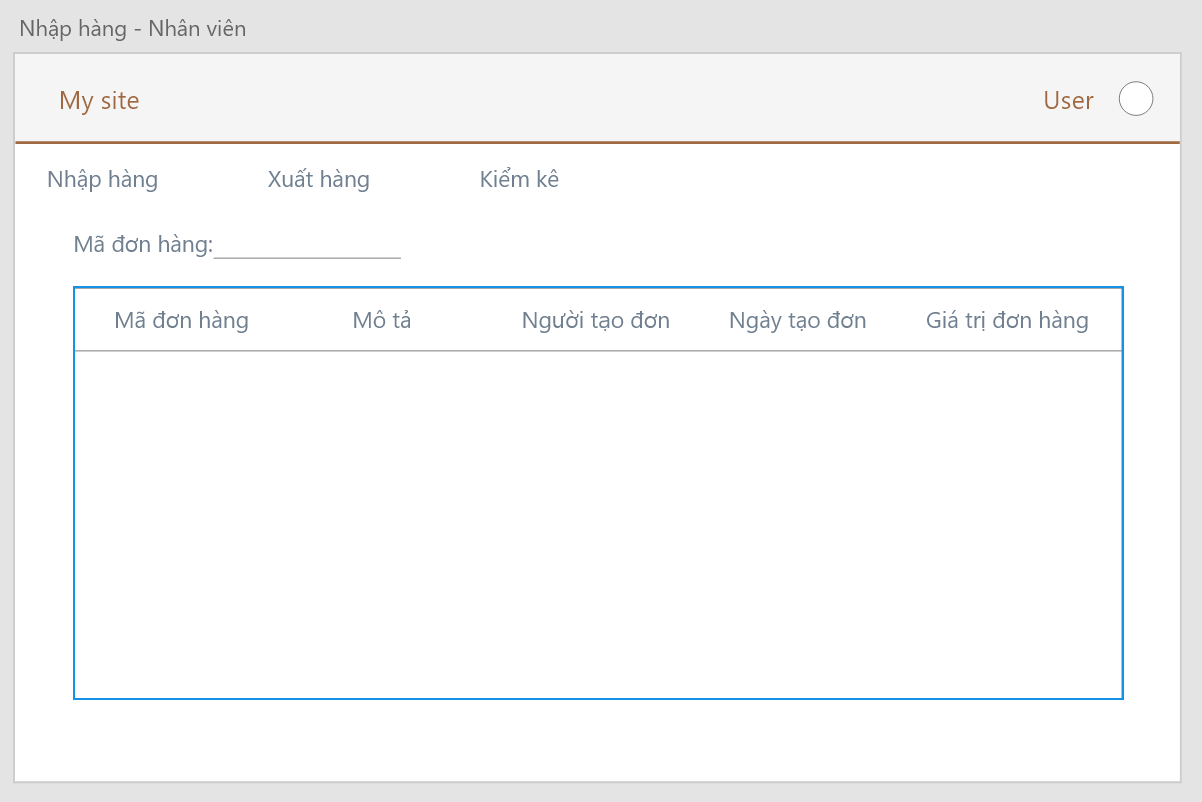 Nhập hàng - Nhân viên
My site User
Nhập hàng Xuất hàng Kiểm kê
Mã đơn hàng:
Mã đơn hàng Mô tả Người tạo đơn Ngày tạo đơn Giá trị đơn hàng